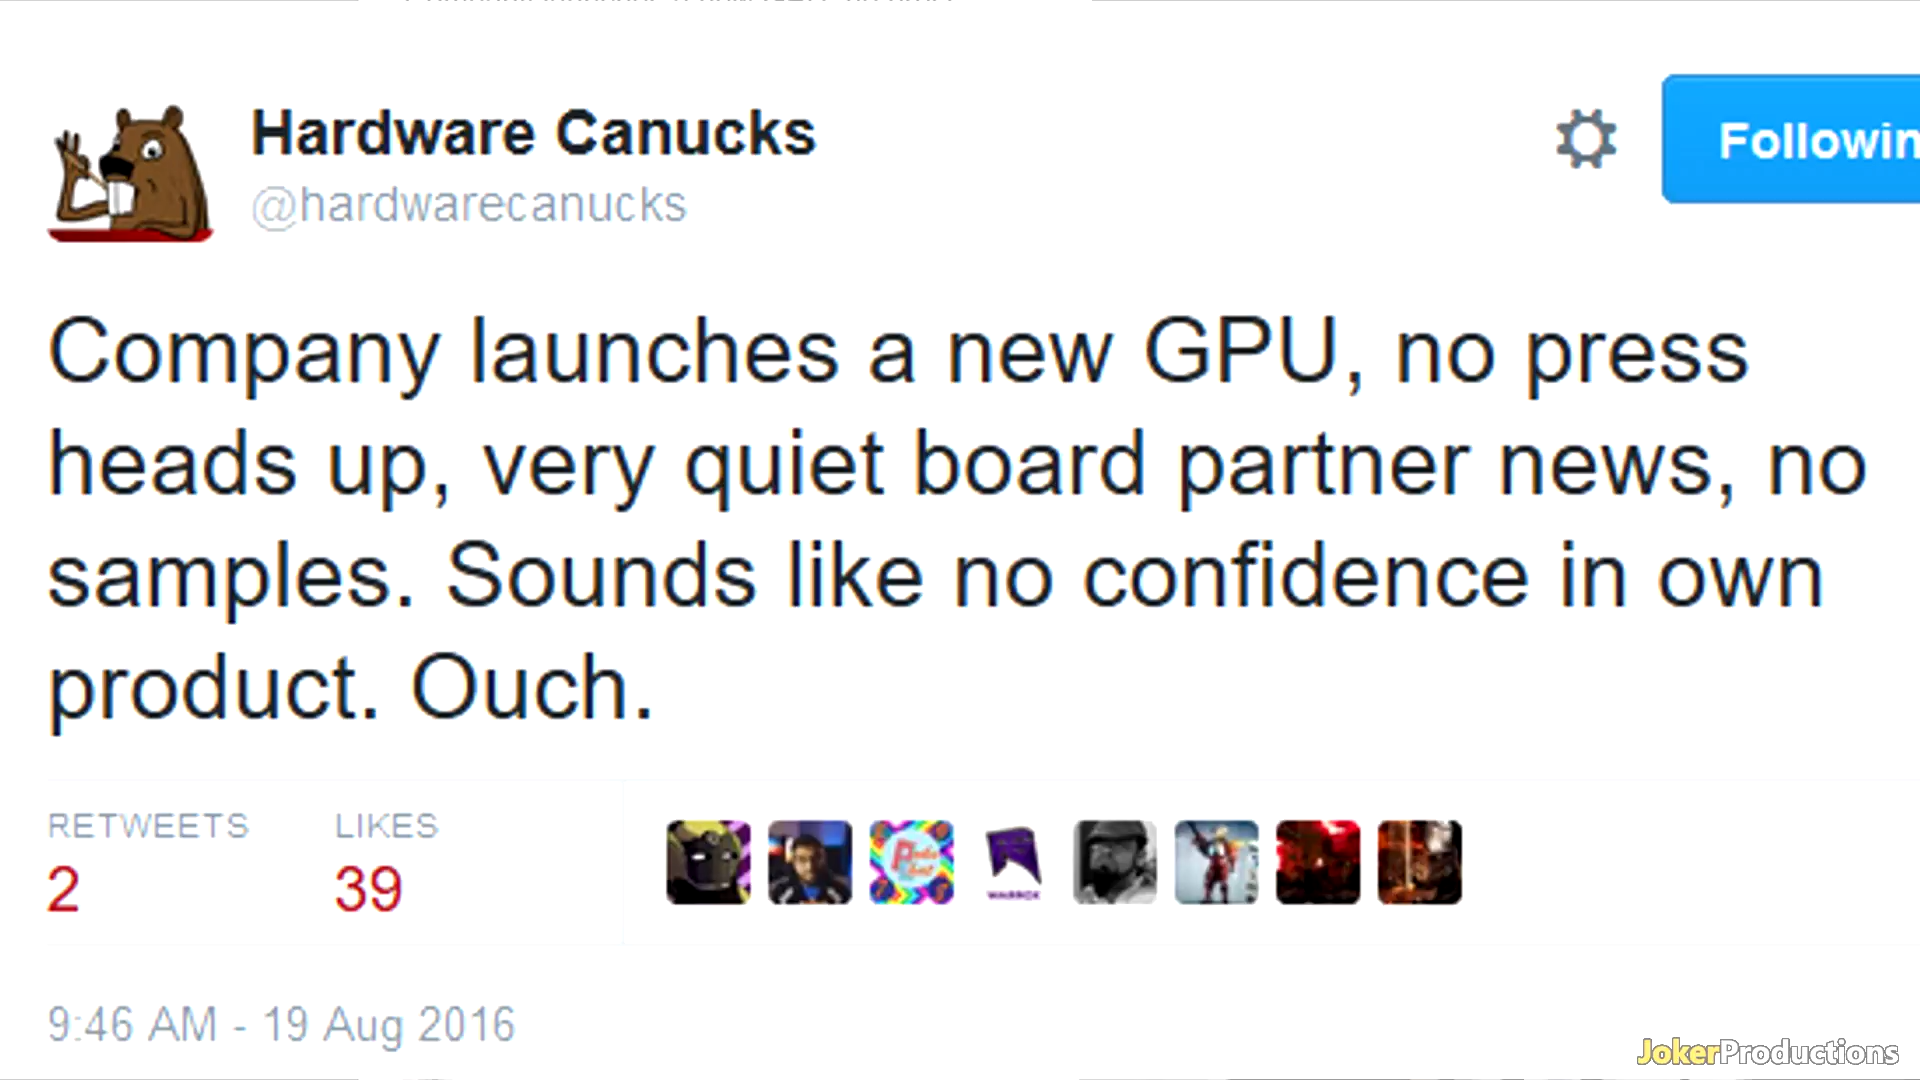 Hardware Canucks
@hardwarecanucks
Followin
Company launches a new GPU, no press
heads up, very quiet board partner news, no
samples. Sounds like no confidence in own
product. Ouch.
RETWEETS LIKES
2 39
WARROX
9:46 AM - 19 Aug 2016
JokerProductions